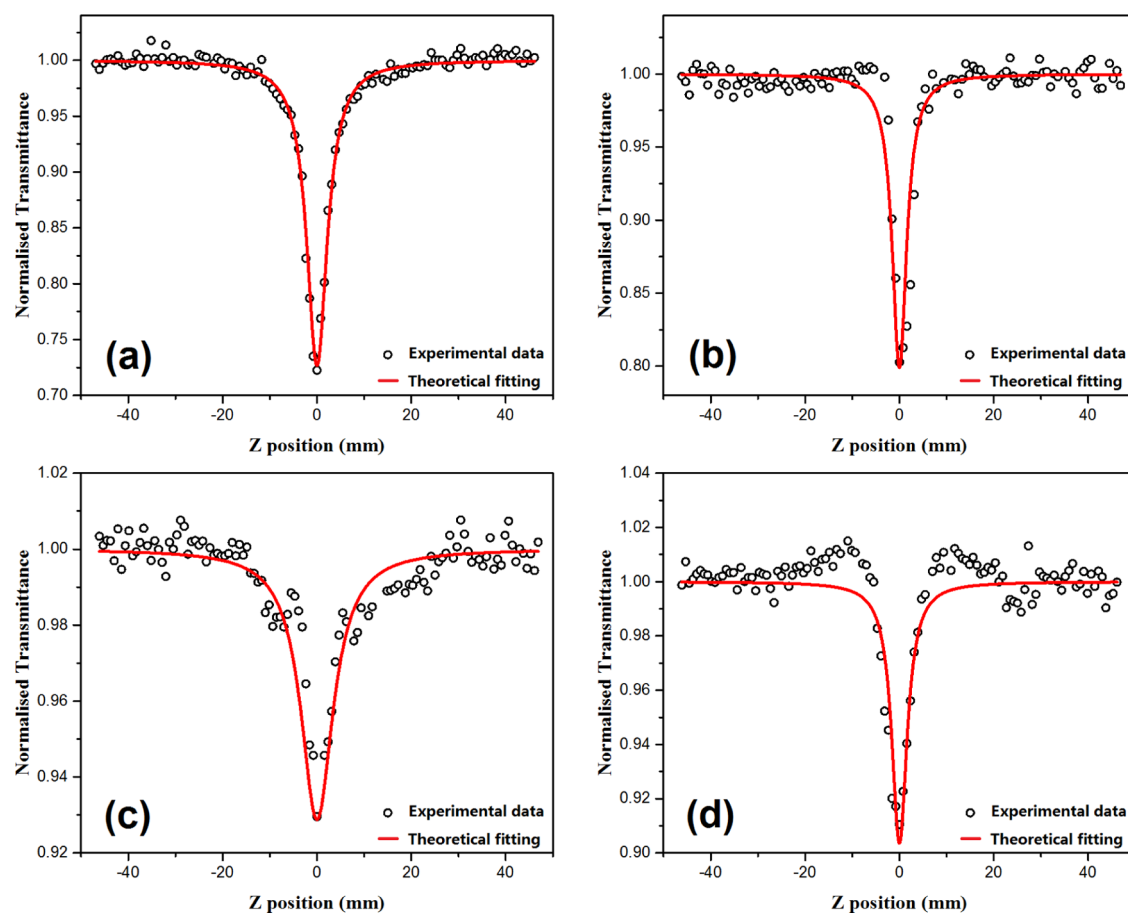 Normalised Transmittance
1.00
0.95
0.90
0.85
0.80
0.75
0.70
(a)
Experimental data
Theoretical fitting
-40 -20 0 20 40
Z position (mm)
Normalised Transmittance
1.00
0.95
0.90
0.85
0.80
(b)
Experimental data
Theoretical fitting
-40 -20 0 20 40
Z position (mm)
Normalised Transmittance
1.02
1.00
0.98
0.96
0.94
0.92
(c)
Experimental data
Theoretical fitting
-40 -20 0 20 40
Z position (mm)
Normalised Transmittance
1.04
1.02
1.00
0.98
0.96
0.94
0.92
0.90
(d)
Experimental data
Theoretical fitting
-40 -20 0 20 40
Z position (mm)